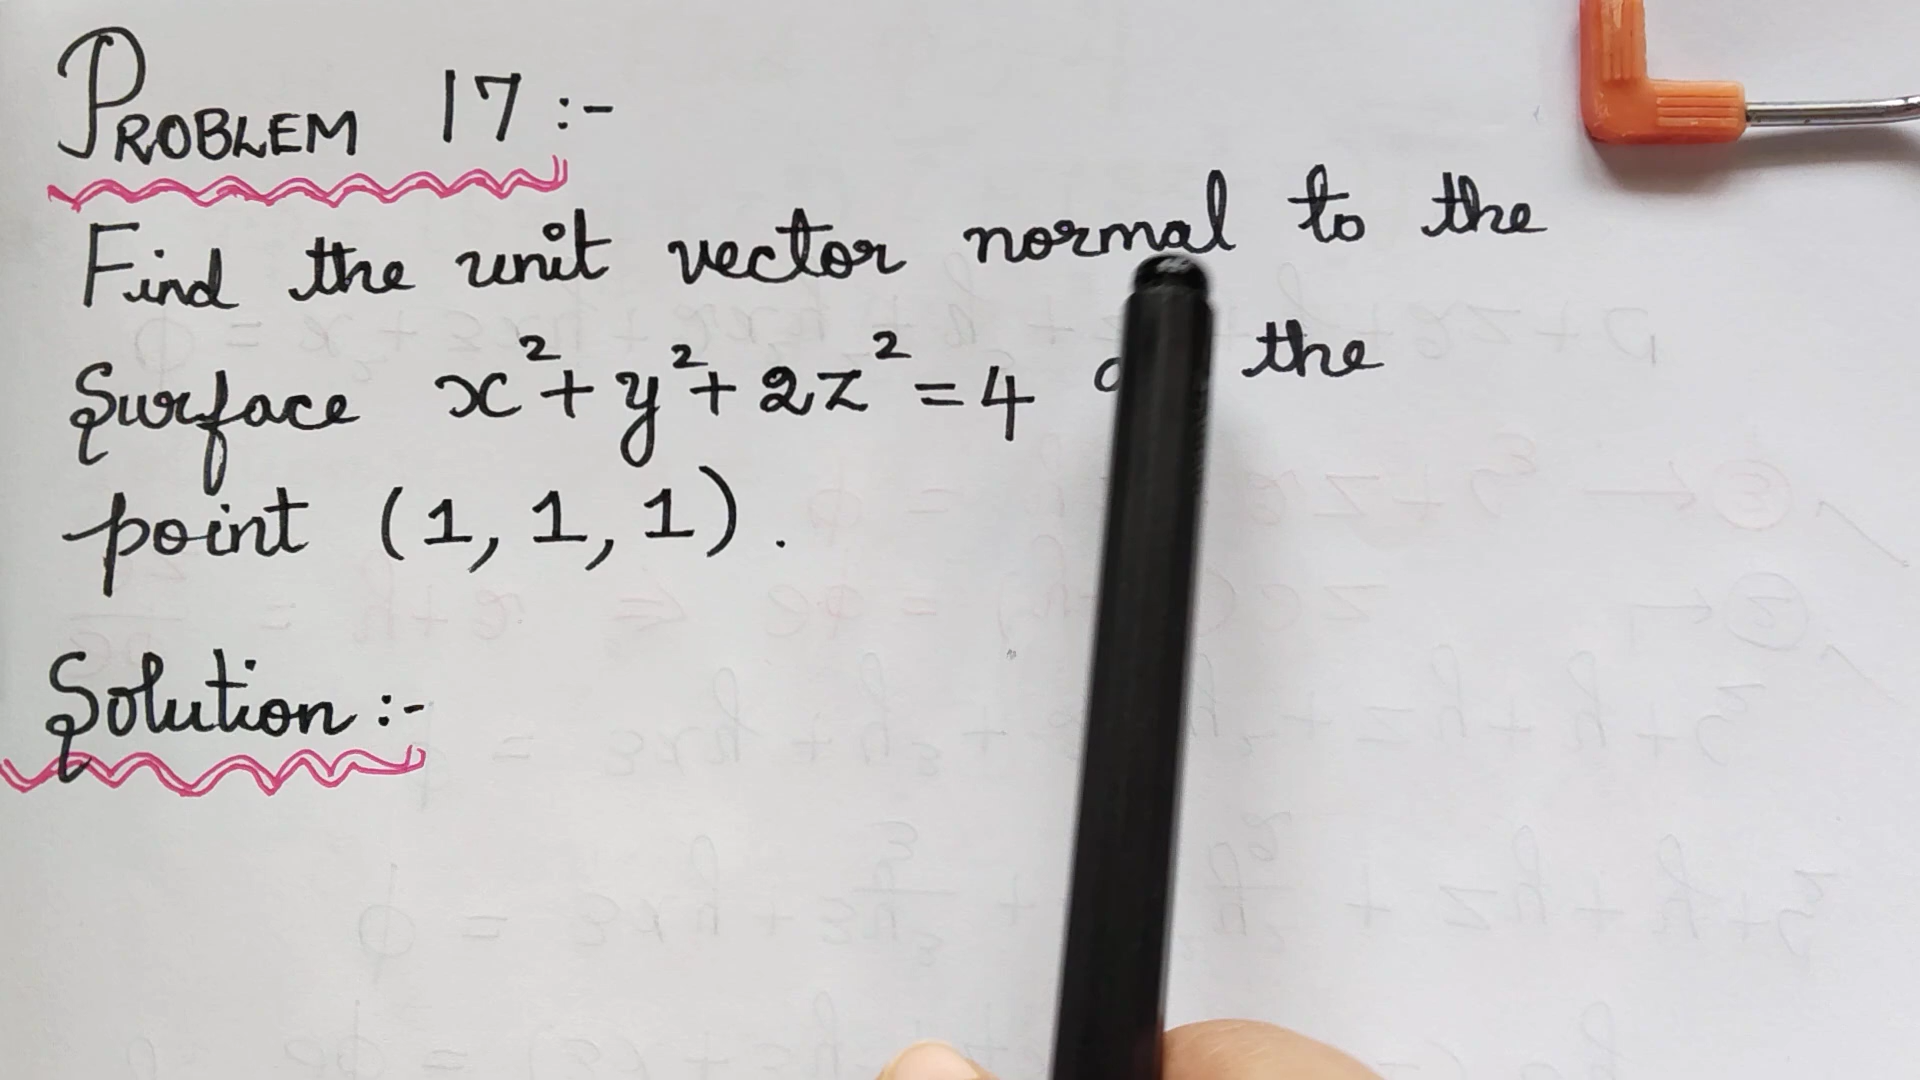 PROBLEM 17:-
Find the unit vector normal to the
Surface x²+y²+2z²=4 the
point (1, 1, 1).
Solution:-